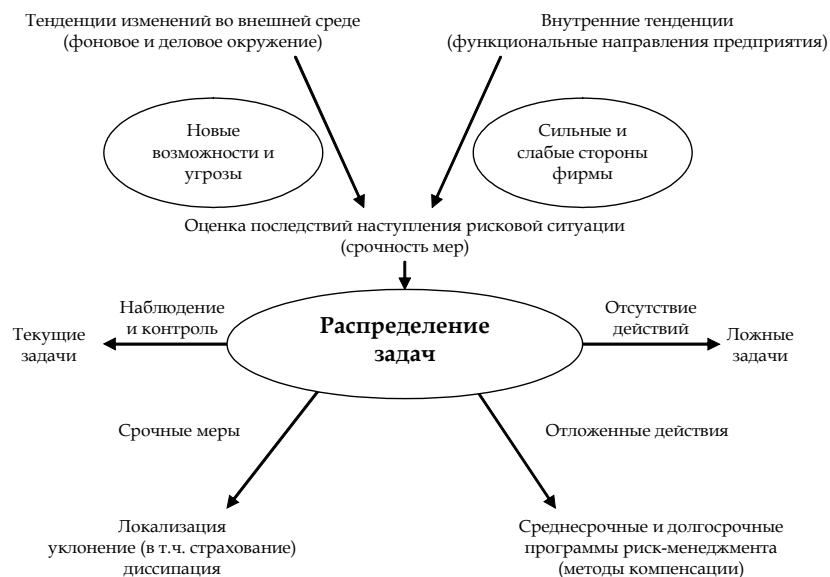 Тенденции изменений во внешней среде
(фоновое и деловое окружение)
Внутренние тенденции
(функциональные направления предприятия)
Новые
возможности и
угрозы
Сильные и
слабые стороны
фирмы
Оценка последствий наступления рисковой ситуации
(срочность мер)
Наблюдение
и контроль
Распределение
задач
Отсутствие
действий
Текущие
задачи
Ложные
задачи
Срочные меры
Отложенные действия
Локализация
уклонение (в т.ч. страхование)
диссипация
Среднесрочные и долгосрочные
программы риск-менеджмента
(методы компенсации)